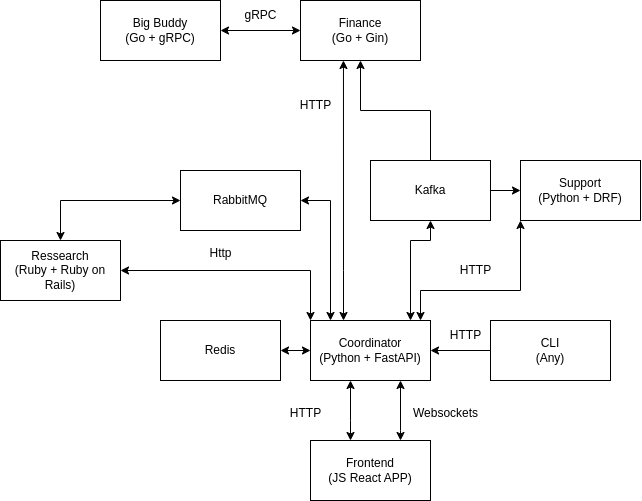 Big Buddy
(Go + gRPC)
gRPC
Finance
(Go + Gin)
HTTP
RabbitMQ
Kafka
Support
(Python + DRF)
Ressearch
(Ruby + Ruby on
Rails)
Http
HTTP
Redis
Coordinator
(Python + FastAPI)
HTTP
CLI
(Any)
HTTP
Websockets
Frontend
(JS React APP)